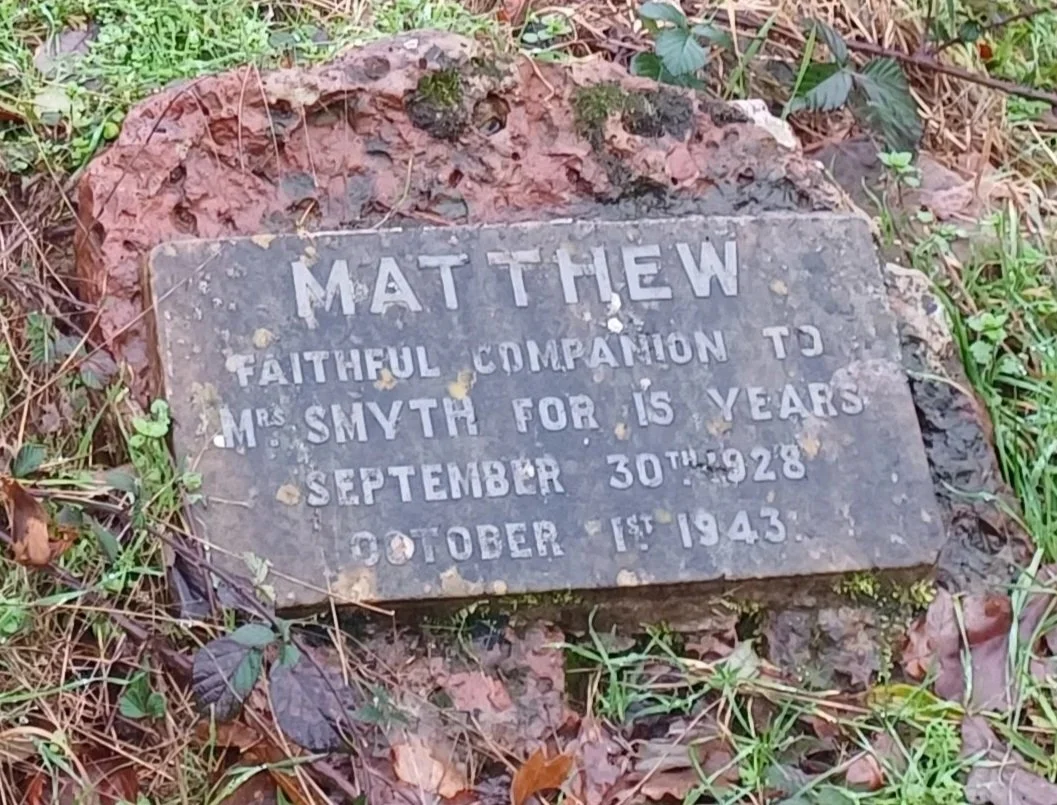 MATTHEW
FAITHFUL COMPANION TO
MRS SMYTH FOR 15 YEARS
SEPTEMBER 30TH 1928
OCTOBER 1ST 1943.